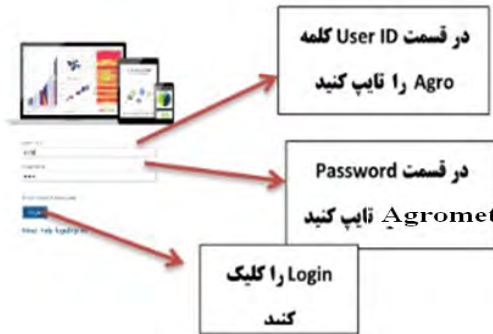 در قسمت User ID کلمه
Agro را تایپ کنید
در قسمت Password
Agromet تایپ کنید
Login را کلیک
کنید